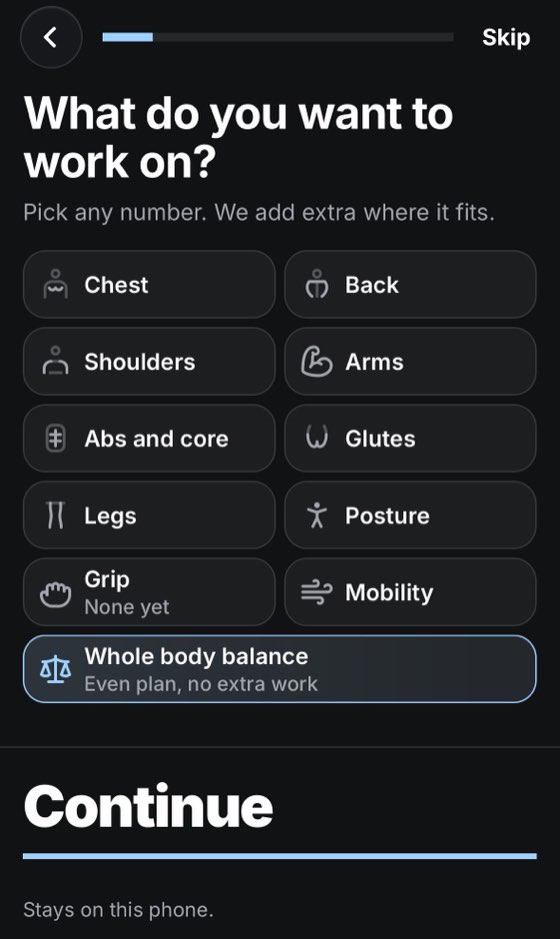 Skip
What do you want to
work on?
Pick any number. We add extra where it fits.
Chest
Back
Shoulders
Arms
Abs and core
Glutes
Legs
Posture
Grip
None yet
Mobility
Whole body balance
Even plan, no extra work
Continue
Stays on this phone.